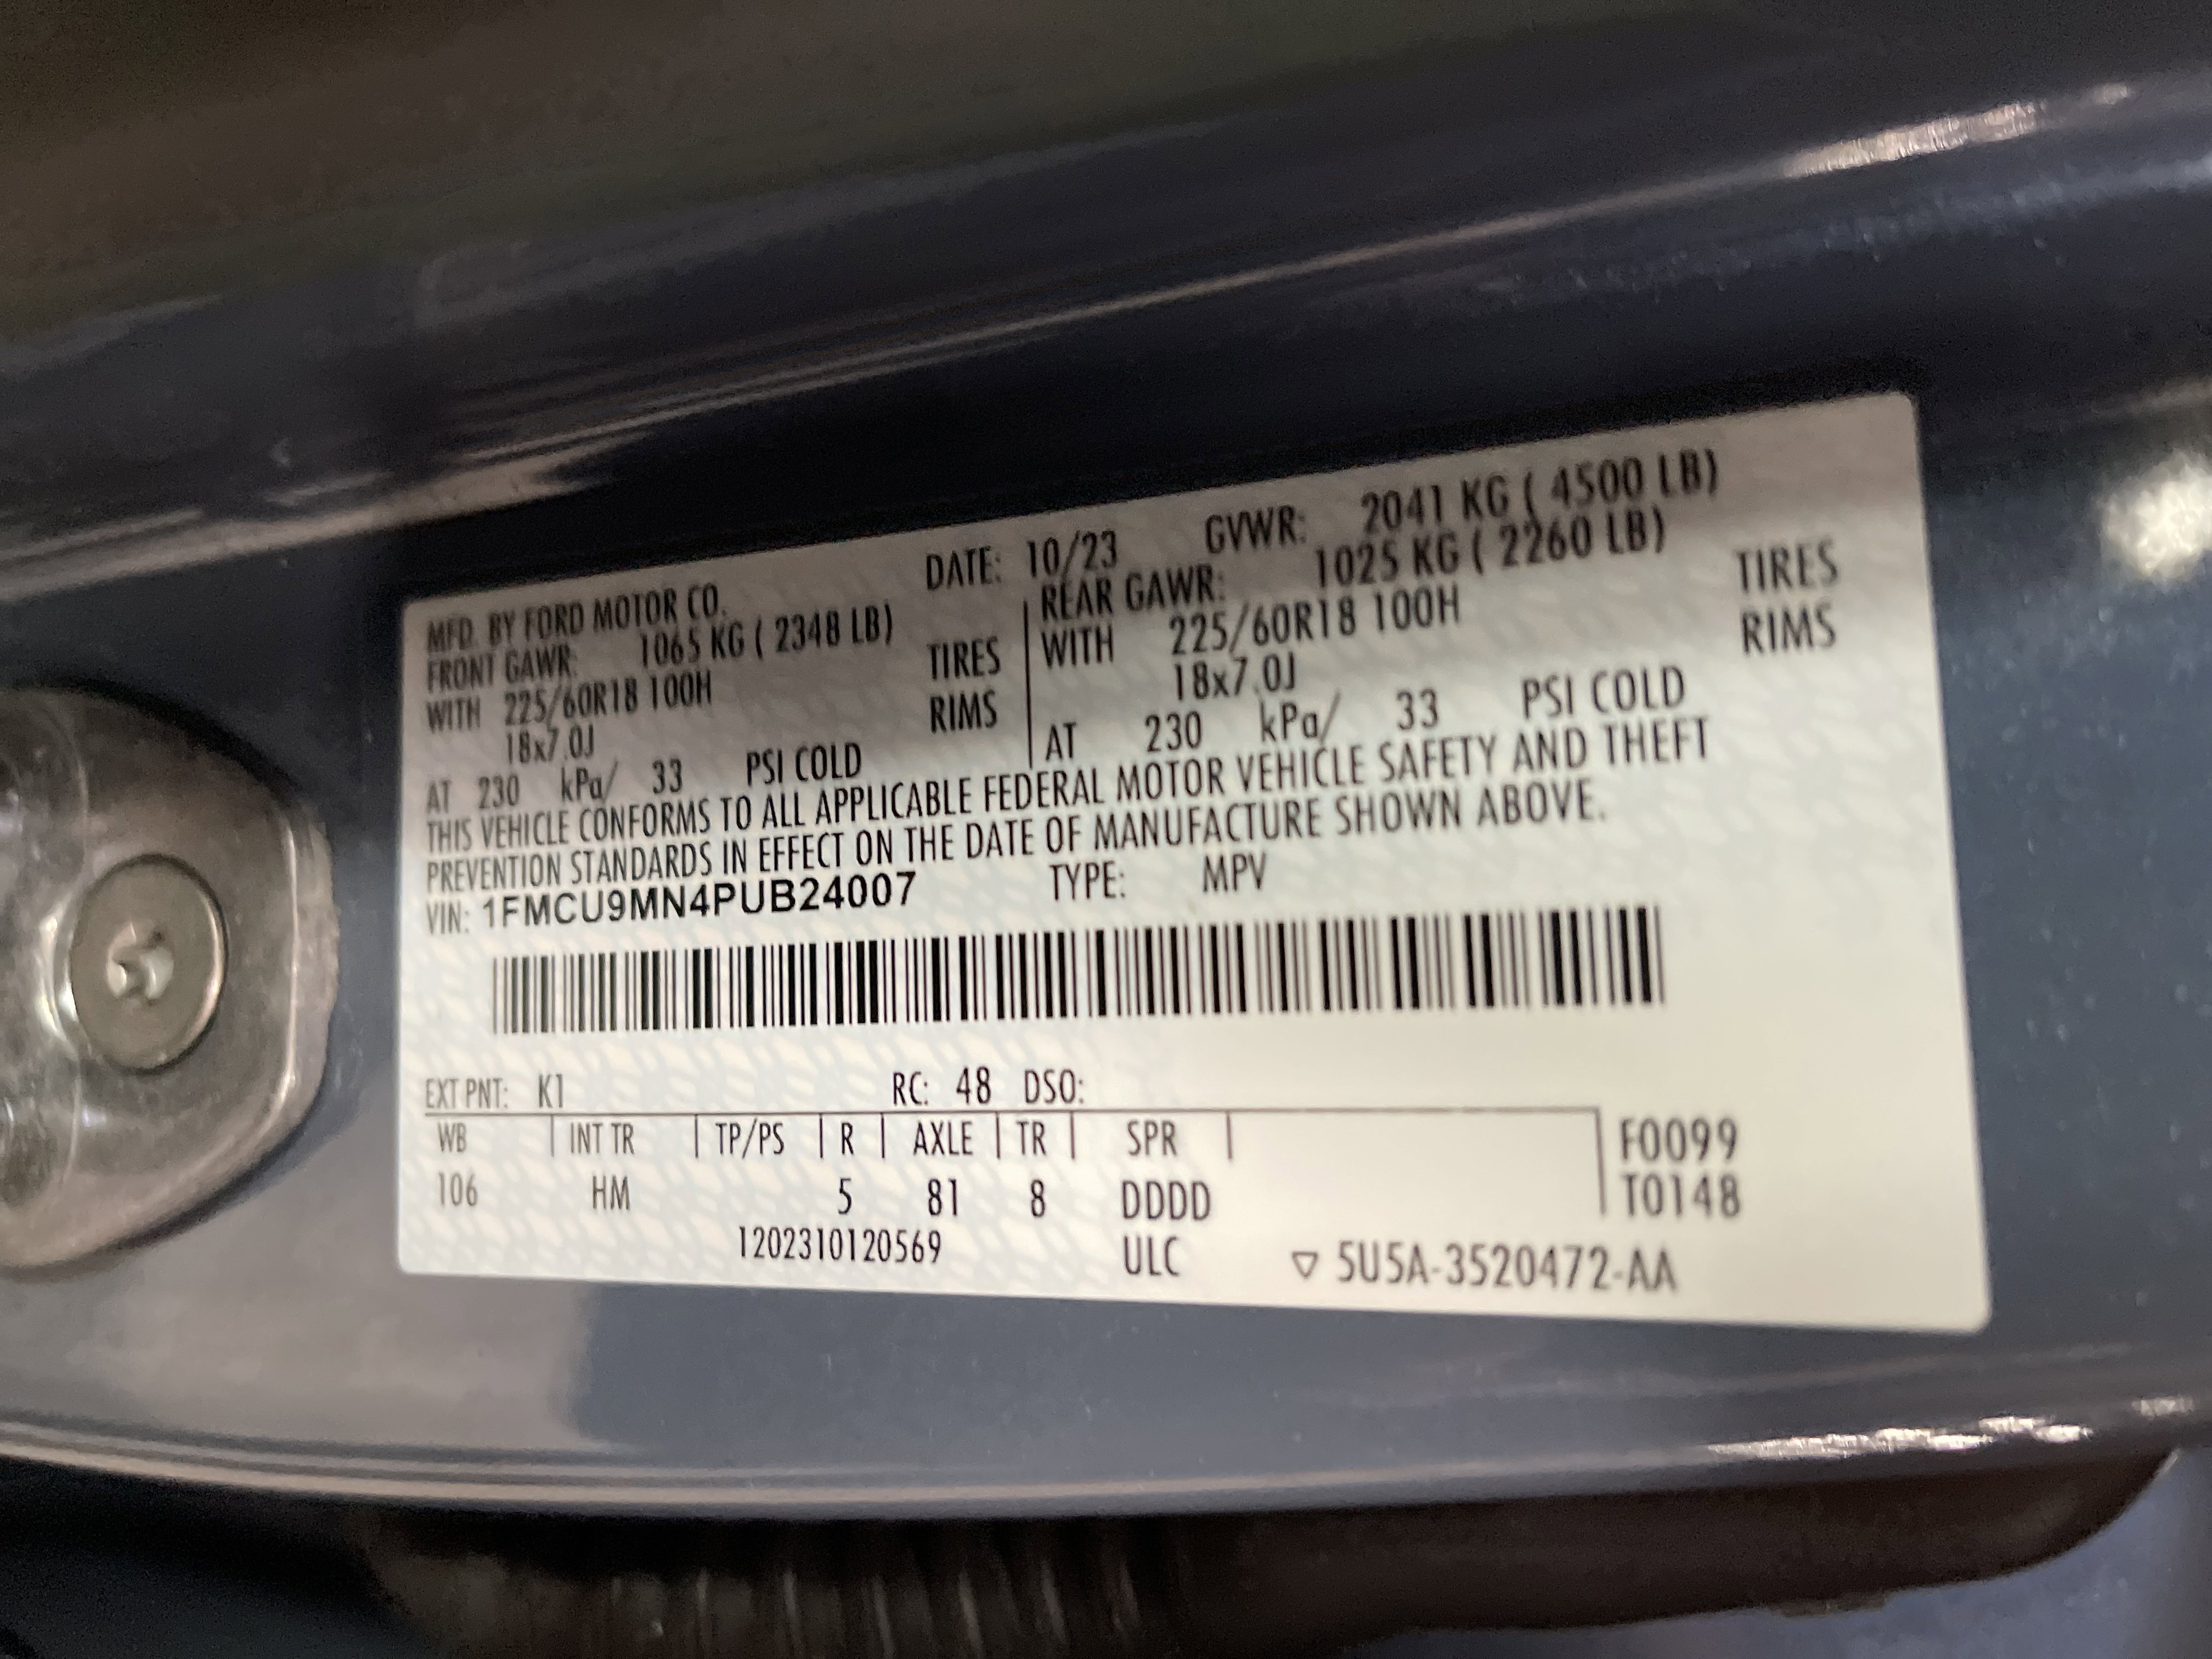 MFD. BY FORD MOTOR CO. DATE: 10/23 GVWR: 2041 KG ( 4500 LB)
FRONT GAWR: 1065 KG ( 2348 LB) REAR GAWR: 1025 KG ( 2260 LB)
WITH 225/60R18 100H TIRES WITH 225/60R18 100H TIRES
18x7.0J RIMS 18x7.0J RIMS
AT 230 kPa/ 33 PSI COLD AT 230 kPa/ 33 PSI COLD
THIS VEHICLE CONFORMS TO ALL APPLICABLE FEDERAL MOTOR VEHICLE SAFETY AND THEFT
PREVENTION STANDARDS IN EFFECT ON THE DATE OF MANUFACTURE SHOWN ABOVE.
VIN: 1FMCU9MN4PUB24007 TYPE: MPV
EXT PNT: K1 RC: 48 DSO:
WB INT TR TP/PS R AXLE TR SPR F0099
106 HM 5 81 8 DDDD T0148
1202310120569 ULC ▽ 5U5A-3520472-AA